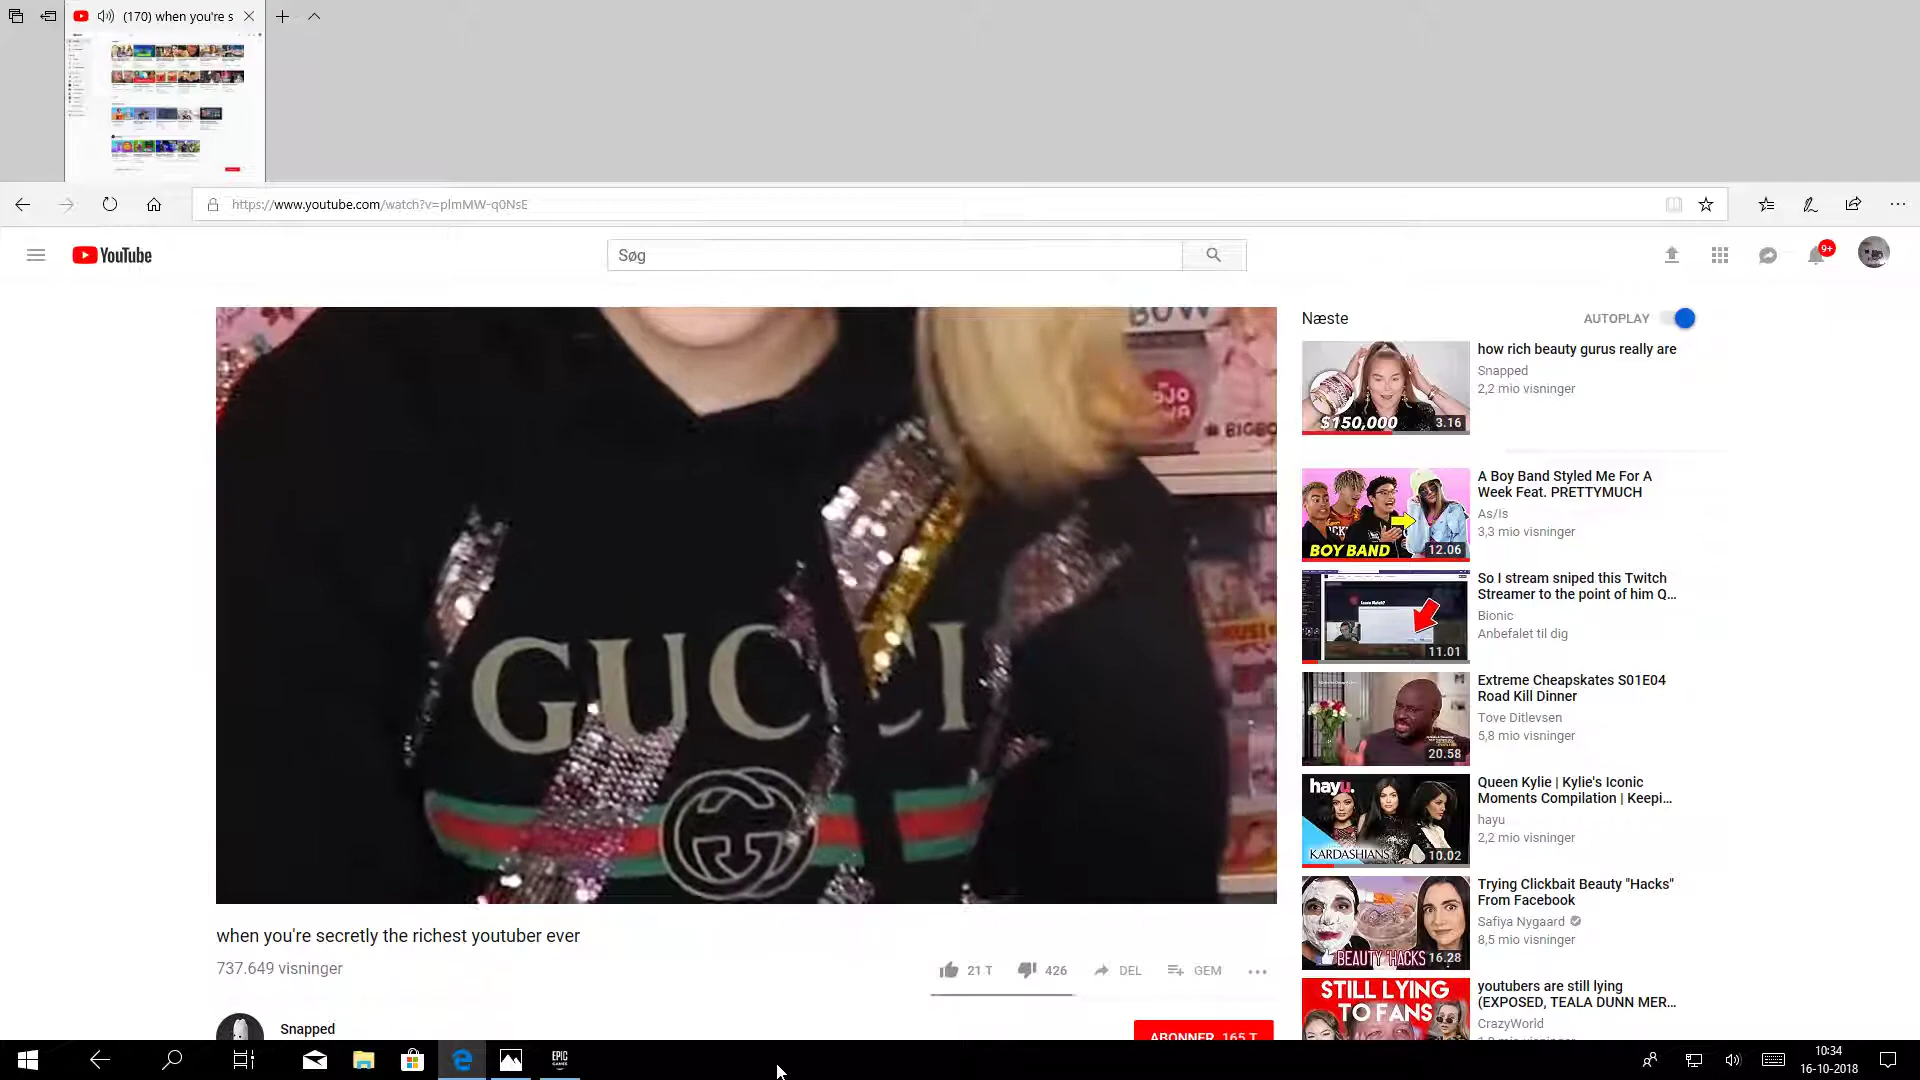 (170) when you're s
https://www.youtube.com/watch?v=plmMW-q0NsE
YouTube
Søg
9+
BOW
GUCCI
Næste
AUTOPLAY
$150,000
3.16
how rich beauty gurus really are
Snapped
2,2 mio visninger
BOY BAND
12.06
A Boy Band Styled Me For A
Week Feat. PRETTYMUCH
As/Is
3,3 mio visninger
11.01
So I stream sniped this Twitch
Streamer to the point of him Q...
Bionic
Anbefalet til dig
20.58
Extreme Cheapskates S01E04
Road Kill Dinner
Tove Ditlevsen
5,8 mio visninger
hayu.
KARDASHIANS
10.02
Queen Kylie | Kylie's Iconic
Moments Compilation | Keepi...
hayu
2,2 mio visninger
BEAUTY "HACKS"
16.28
Trying Clickbait Beauty "Hacks"
From Facebook
Safiya Nygaard
8,5 mio visninger
STILL LYING
TO FANS
youtubers are still lying
(EXPOSED, TEALA DUNN MER...
CrazyWorld
when you're secretly the richest youtuber ever
737.649 visninger
21 T
426
DEL
GEM
Snapped
ABONNER 165 T
EPIC
GAMES
10:34
16-10-2018